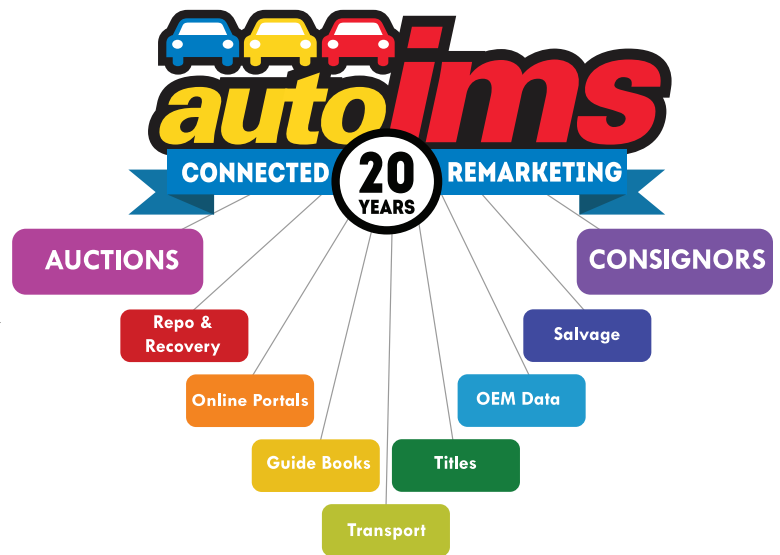 autoims
CONNECTED 20 YEARS REMARKETING
AUCTIONS
CONSIGNORS
Repo &
Recovery
Salvage
Online Portals
OEM Data
Guide Books
Titles
Transport